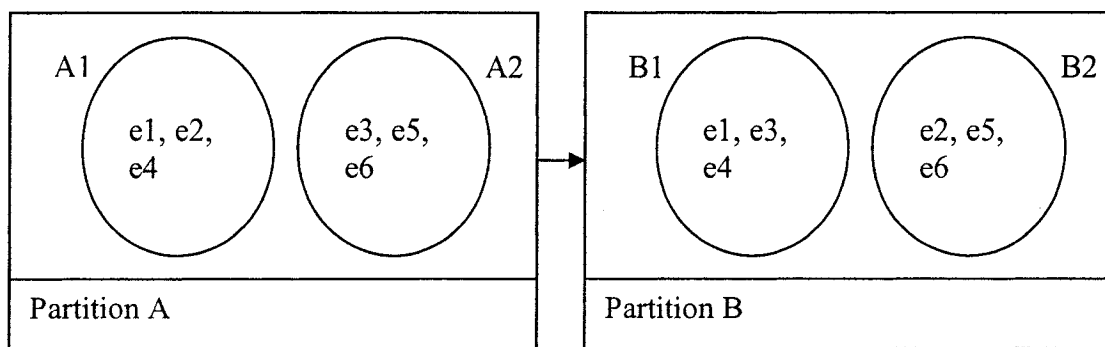 A1
e1, e2,
e4
A2
e3, e5,
e6
Partition A
B1
e1, e3,
e4
B2
e2, e5,
e6
Partition B